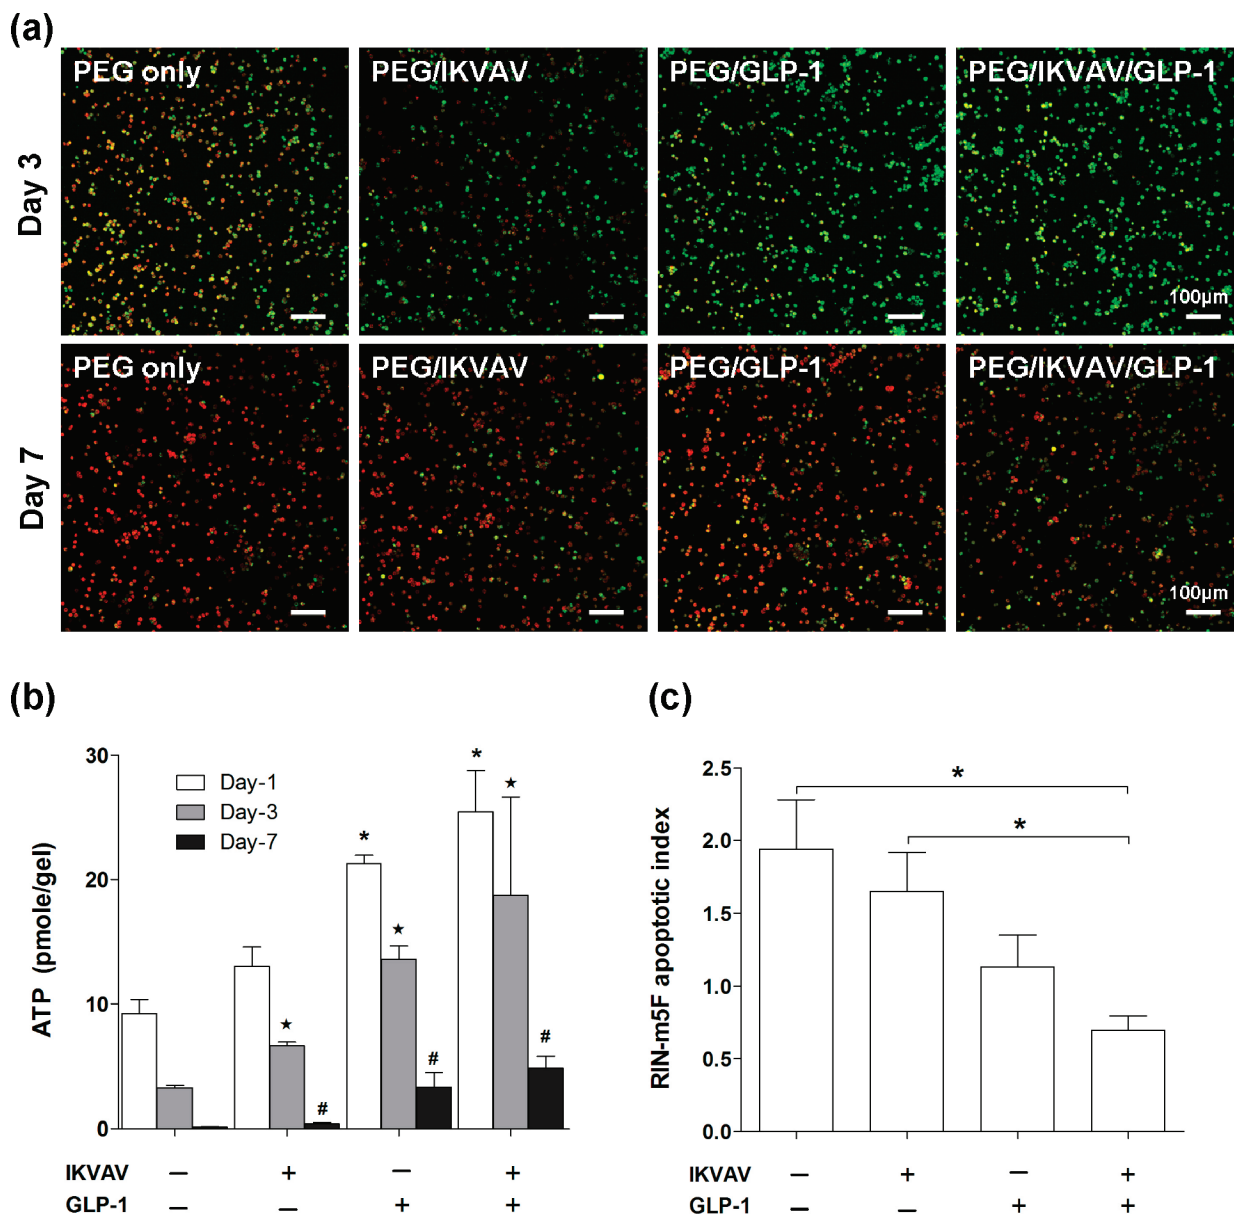 (a)
PEG only PEG/IKVAV PEG/GLP-1 PEG/IKVAV/GLP-1
Day 3
100µm
PEG only PEG/IKVAV PEG/GLP-1 PEG/IKVAV/GLP-1
Day 7
100µm
(b)
ATP (pmole/gel)
30
20
10
0
Day-1
Day-3
Day-7
* * ★ ★ ★ # # #
IKVAV − + − +
GLP-1 − − + +
(c)
RIN-m5F apoptotic index
2.5
2.0
1.5
1.0
0.5
0.0
*
*
IKVAV − + − +
GLP-1 − − + +